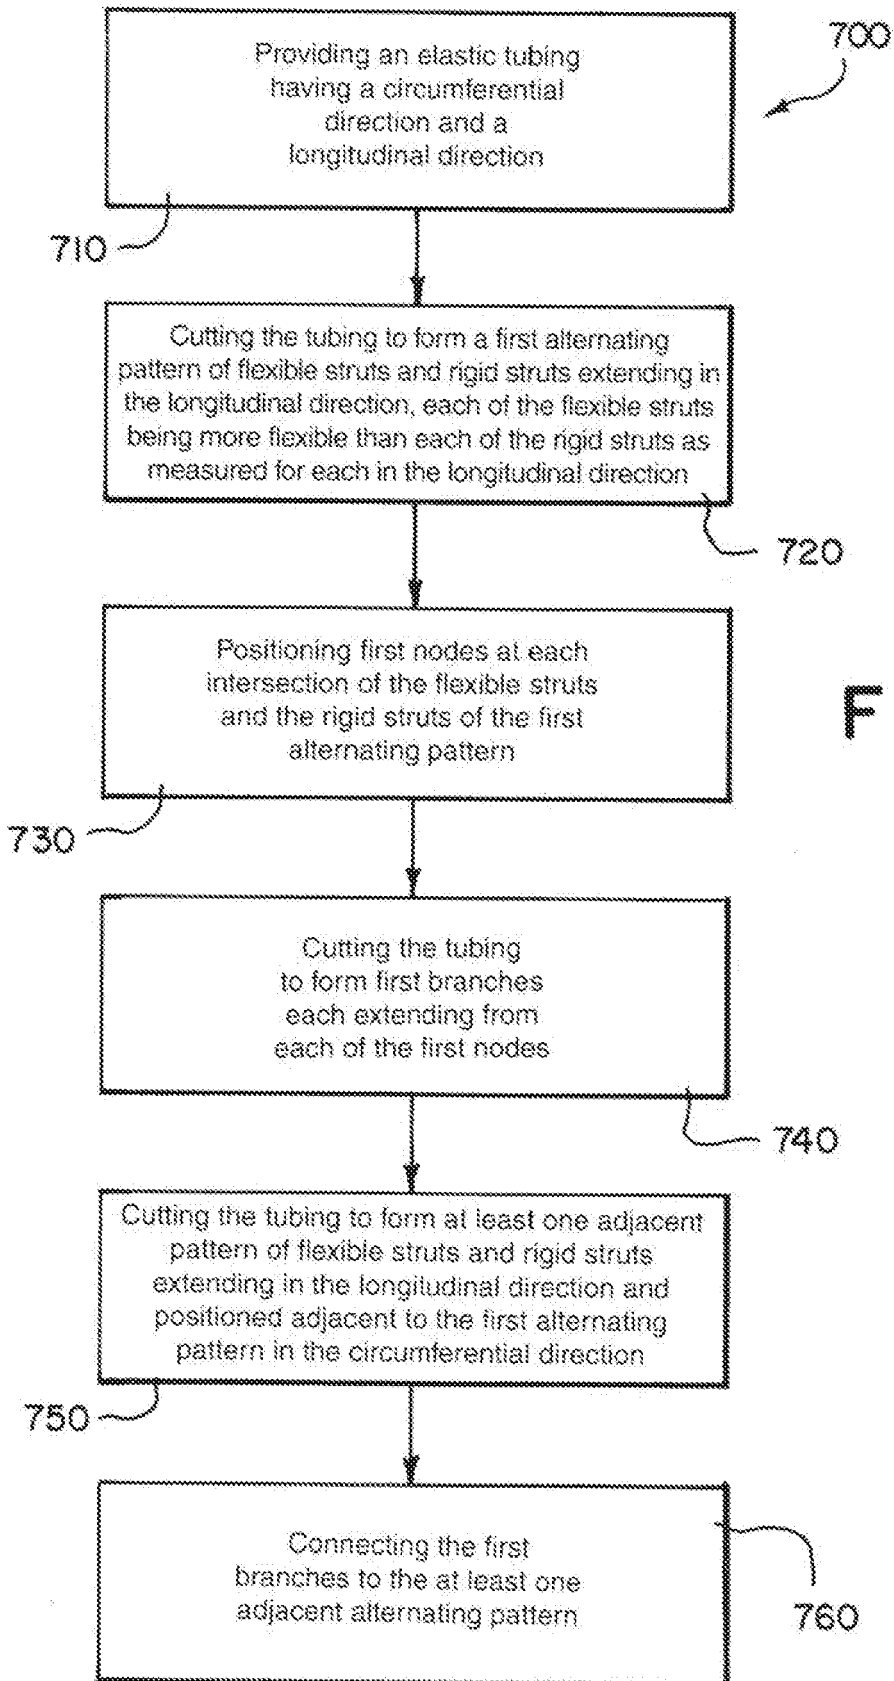 700
Providing an elastic tubing
having a circumferential
direction and a
longitudinal direction
710
Cutting the tubing to form a first alternating
pattern of flexible struts and rigid struts extending in
the longitudinal direction, each of the flexible struts
being more flexible than each of the rigid struts as
measured for each in the longitudinal direction
720
Positioning first nodes at each
intersection of the flexible struts
and the rigid struts of the first
alternating pattern
730
F
Cutting the tubing
to form first branches
each extending from
each of the first nodes
740
Cutting the tubing to form at least one adjacent
pattern of flexible struts and rigid struts
extending in the longitudinal direction and
positioned adjacent to the first alternating
pattern in the circumferential direction
750
Connecting the first
branches to the at least one
adjacent alternating pattern
760